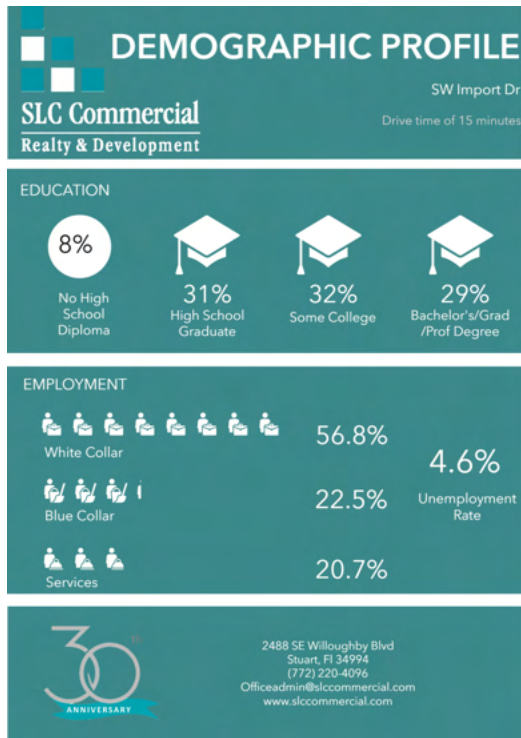 DEMOGRAPHIC PROFILE
SW Import Dr
Drive time of 15 minutes
SLC Commercial
Realty & Development
EDUCATION
8%
No High
School
Diploma
31%
High School
Graduate
32%
Some College
29%
Bachelor's/Grad
/Prof Degree
EMPLOYMENT
White Collar
56.8%
Blue Collar
22.5%
Services
20.7%
4.6%
Unemployment
Rate
30
TH
ANNIVERSARY
2488 SE Willoughby Blvd
Stuart, Fl 34994
(772) 220-4096
Officeadmin@slccommercial.com
www.slccommercial.com